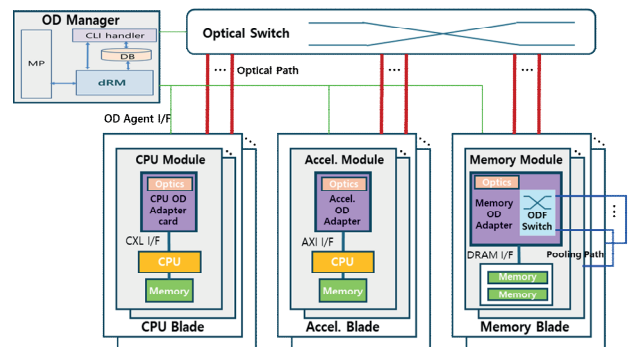 OD Manager
CLI handler
MP
DB
dRM
Optical Switch
...
Optical Path
...
...
OD Agent I/F
CPU Module
Optics
CPU OD
Adapter
card
CXL I/F
CPU
Memory
CPU Blade
Accel. Module
Optics
Accel.
OD
Adapter
AXI I/F
CPU
Memory
Accel. Blade
Memory Module
Optics
Memory
OD
Adapter
ODF
Switch
DRAM I/F
Pooling Path
Memory
Memory
Memory Blade